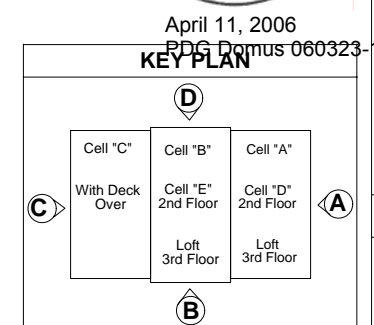 April 11, 2006
PDG Domus 060323-1
KEY PLAN
D
Cell "C"
With Deck
Over
Cell "B"
Cell "E"
2nd Floor
Loft
3rd Floor
Cell "A"
Cell "D"
2nd Floor
Loft
3rd Floor
C
A
B